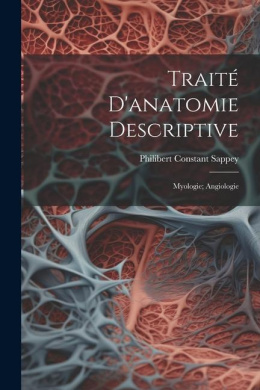 Traité
D'anatomie
Descriptive
Philibert Constant Sappey
Myologie; Angiologie